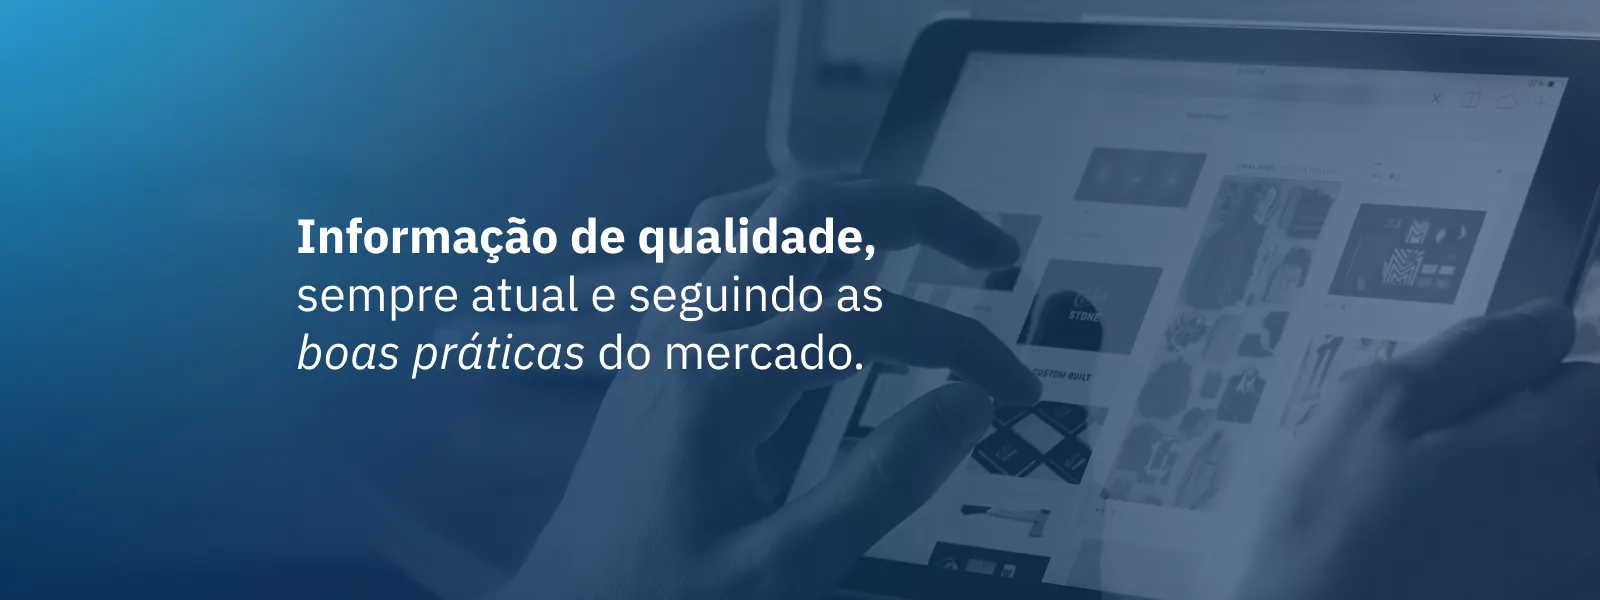 Informação de qualidade,
sempre atual e seguindo as
boas práticas do mercado.
STONE
CUSTOM BUILT